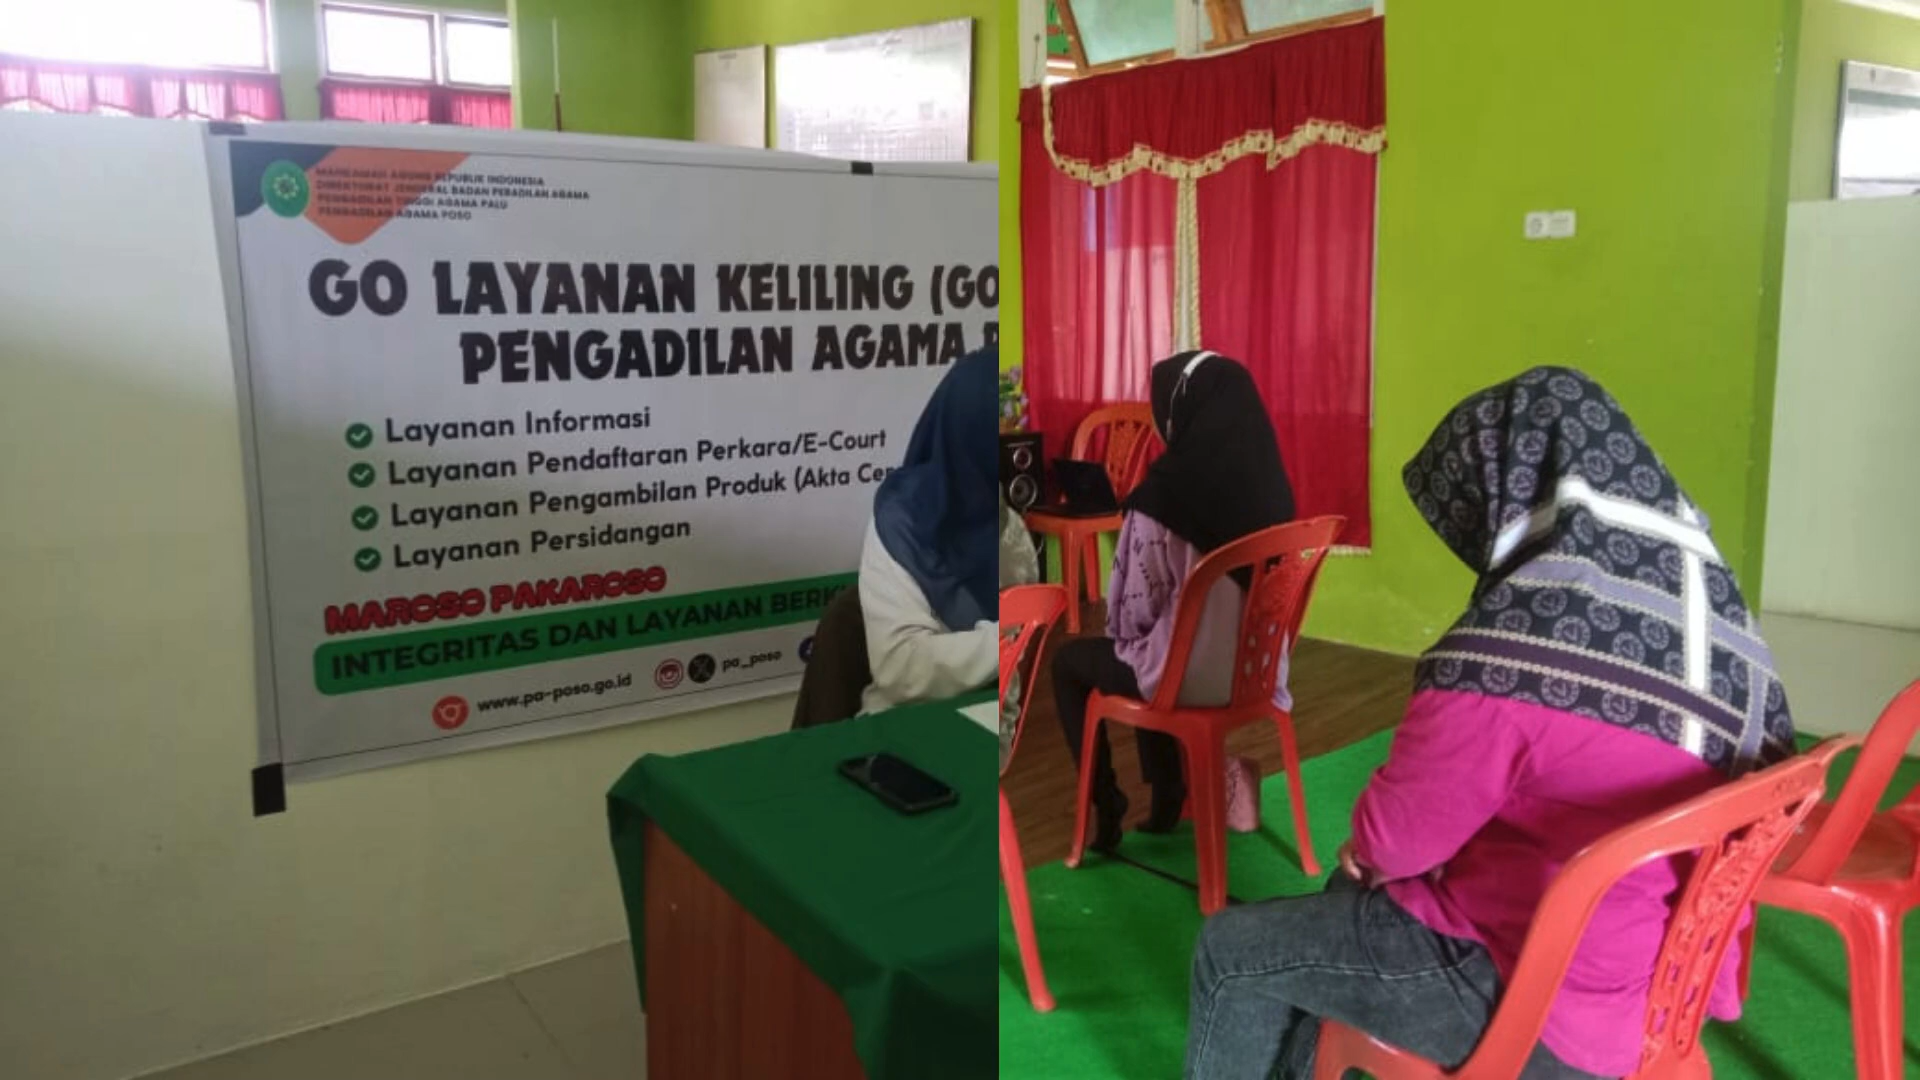 MAHKAMAH AGUNG REPUBLIK INDONESIA
DIREKTORAT JENDERAL BADAN PERADILAN AGAMA
PENGADILAN TINGGI AGAMA PALU
PENGADILAN AGAMA POSO
GO LAYANAN KELILING (GO
PENGADILAN AGAMA P
Layanan Informasi
Layanan Pendaftaran Perkara/E-Court
Layanan Pengambilan Produk (Akta Cer
Layanan Persidangan
MAROSO PAKAROSO
INTEGRITAS DAN LAYANAN BERK
www.pa-poso.go.id pa_poso